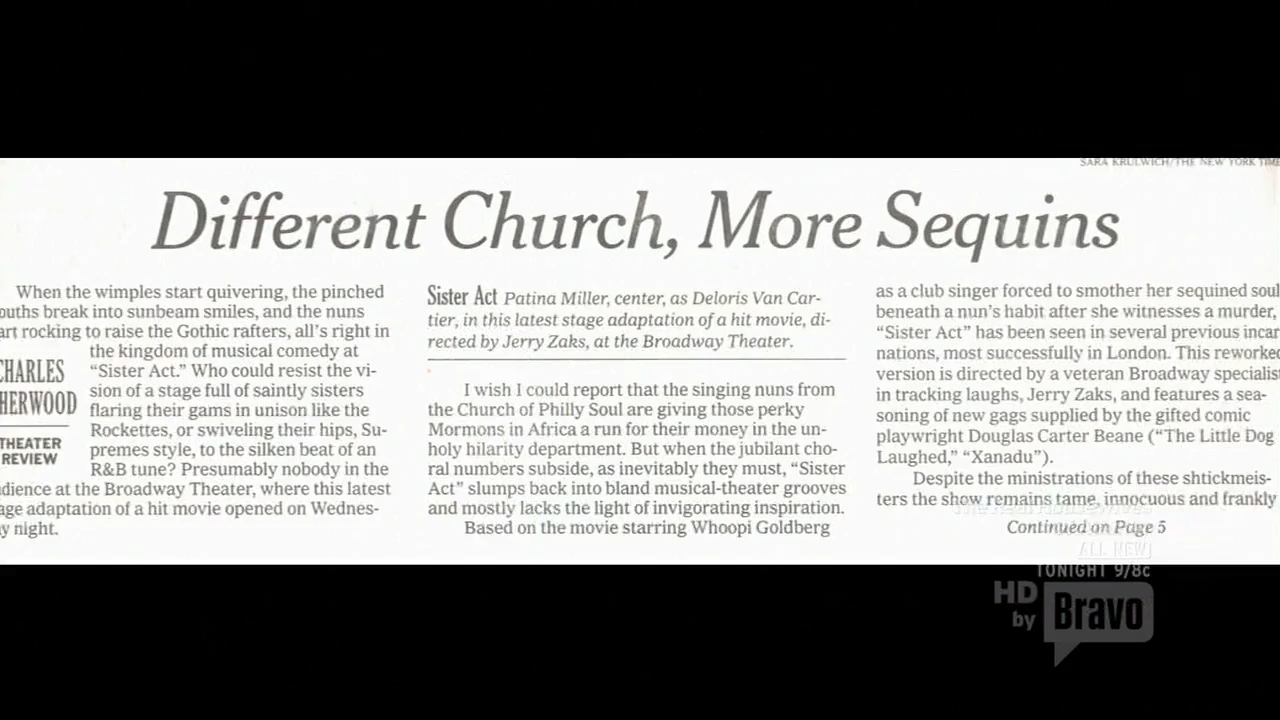 SARA KRULWICH/THE NEW YORK TIME
Different Church, More Sequins
When the wimples start quivering, the pinched
ouths break into sunbeam smiles, and the nuns
art rocking to raise the Gothic rafters, all's right in
the kingdom of musical comedy at
"Sister Act." Who could resist the vi-
sion of a stage full of saintly sisters
flaring their gams in unison like the
Rockettes, or swiveling their hips, Su-
premes style, to the silken beat of an
R&B tune? Presumably nobody in the
dience at the Broadway Theater, where this latest
age adaptation of a hit movie opened on Wednes-
y night.
CHARLES
HERWOOD
THEATER
REVIEW
Sister Act Patina Miller, center, as Deloris Van Car-
tier, in this latest stage adaptation of a hit movie, di-
rected by Jerry Zaks, at the Broadway Theater.
I wish I could report that the singing nuns from
the Church of Philly Soul are giving those perky
Mormons in Africa a run for their money in the un-
holy hilarity department. But when the jubilant cho-
ral numbers subside, as inevitably they must, "Sister
Act" slumps back into bland musical-theater grooves
and mostly lacks the light of invigorating inspiration.
Based on the movie starring Whoopi Goldberg
as a club singer forced to smother her sequined soul
beneath a nun's habit after she witnesses a murder,
"Sister Act" has been seen in several previous incar
nations, most successfully in London. This reworke
version is directed by a veteran Broadway specialis
in tracking laughs, Jerry Zaks, and features a sea-
soning of new gags supplied by the gifted comic
playwright Douglas Carter Beane ("The Little Dog
Laughed," "Xanadu").
Despite the ministrations of these shtickmeis-
ters the show remains tame, innocuous and frankly
Continued on Page 5
The Real Housewives
ALL NEW!
TONIGHT 9/8c
HD
by
Bravo